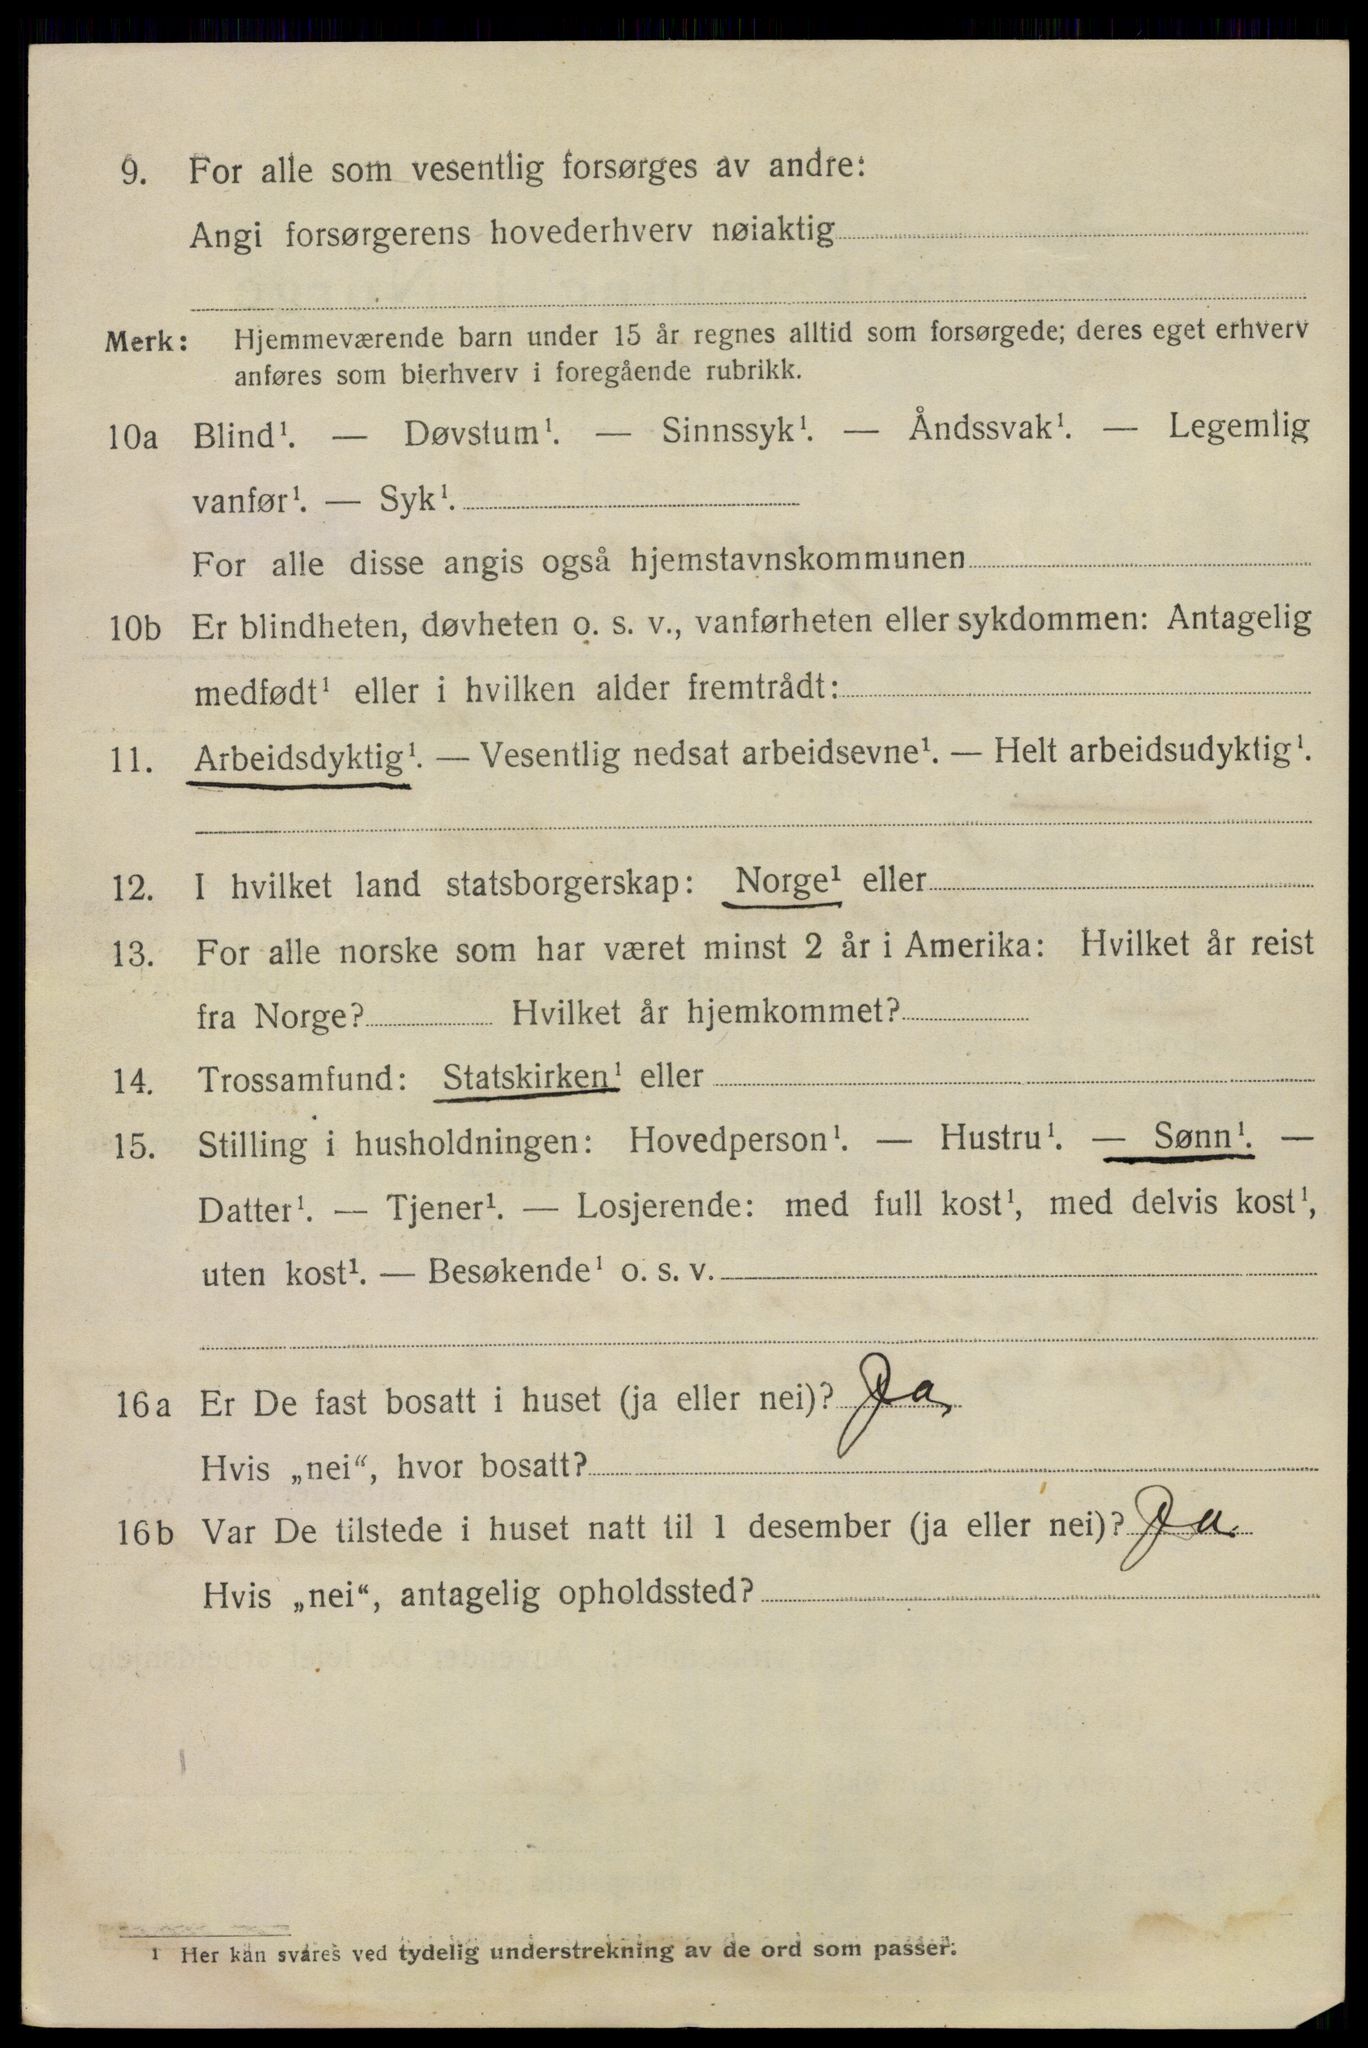 9. For alle som vesentlig forsørges av andre:
Angi forsørgerens hovederhverv nøiaktig
Merk: Hjemmeværende barn under 15 år regnes alltid som forsørgede; deres eget erhverv
anføres som bierhverv i foregående rubrikk.
10a Blind¹. — Døvstum¹. — Sinnssyk¹. — Åndssvak¹. — Legemlig
vanfør¹. — Syk¹.
For alle disse angis også hjemstavnskommunen
10b Er blindheten, døvheten o. s. v., vanførheten eller sykdommen: Antagelig
medfødt¹ eller i hvilken alder fremtrådt:
11. Arbeidsdyktig¹. — Vesentlig nedsat arbeidsevne¹. — Helt arbeidsudyktig¹.
12. I hvilket land statsborgerskap: Norge¹ eller
13. For alle norske som har været minst 2 år i Amerika: Hvilket år reist
fra Norge? Hvilket år hjemkommet?
14. Trossamfund: Statskirken¹ eller
15. Stilling i husholdningen: Hovedperson¹. — Hustru¹. — Sønn¹. —
Datter¹. — Tjener¹. — Losjerende: med full kost¹, med delvis kost¹,
uten kost¹. — Besøkende¹ o. s. v.
16a Er De fast bosatt i huset (ja eller nei)? Ja,
Hvis „nei“, hvor bosatt?
16b Var De tilstede i huset natt til 1 desember (ja eller nei)? Ja.
Hvis „nei“, antagelig opholdssted?
¹ Her kan svares ved tydelig understrekning av de ord som passer.